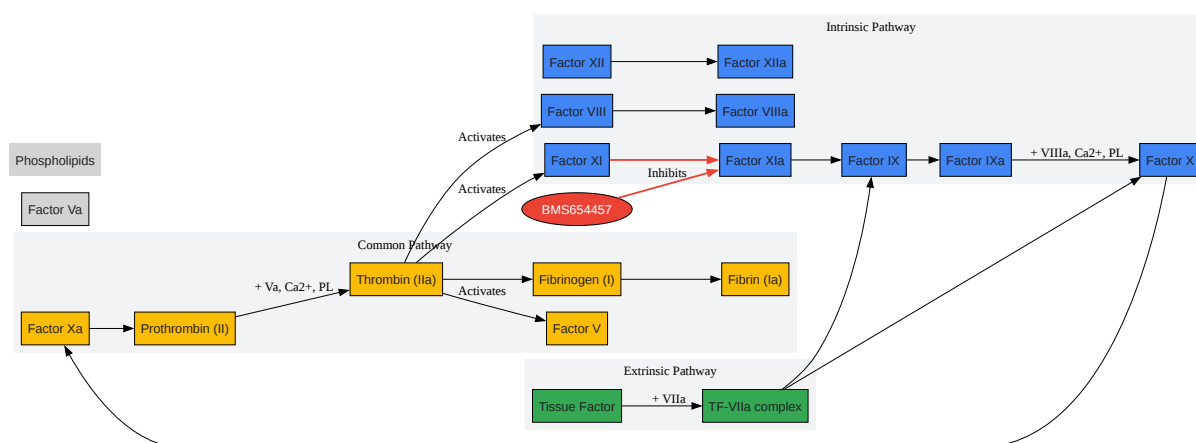 Intrinsic Pathway
Factor XII
Factor XIIa
Factor VIII
Factor VIIIa
Activates
Phospholipids
Factor XI
Factor XIa
Factor IX
Factor IXa
+ VIIIa, Ca2+, PL
Factor X
Inhibits
Activates
BMS654457
Factor Va
Common Pathway
Thrombin (IIa)
Fibrinogen (I)
Fibrin (Ia)
+ Va, Ca2+, PL
Activates
Factor Xa
Prothrombin (II)
Factor V
Extrinsic Pathway
Tissue Factor
+ VIIa
TF-VIIa complex